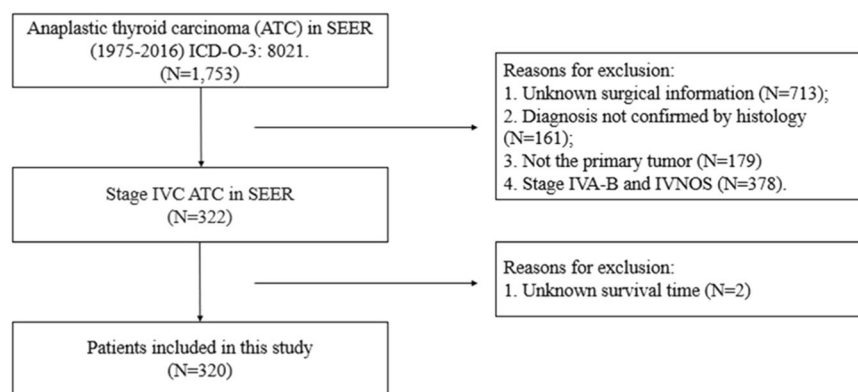 Anaplastic thyroid carcinoma (ATC) in SEER
(1975-2016) ICD-O-3: 8021.
(N=1,753)
Reasons for exclusion:
1. Unknown surgical information (N=713);
2. Diagnosis not confirmed by histology
(N=161);
3. Not the primary tumor (N=179)
4. Stage IVA-B and IVNOS (N=378).
Stage IVC ATC in SEER
(N=322)
Reasons for exclusion:
1. Unknown survival time (N=2)
Patients included in this study
(N=320)